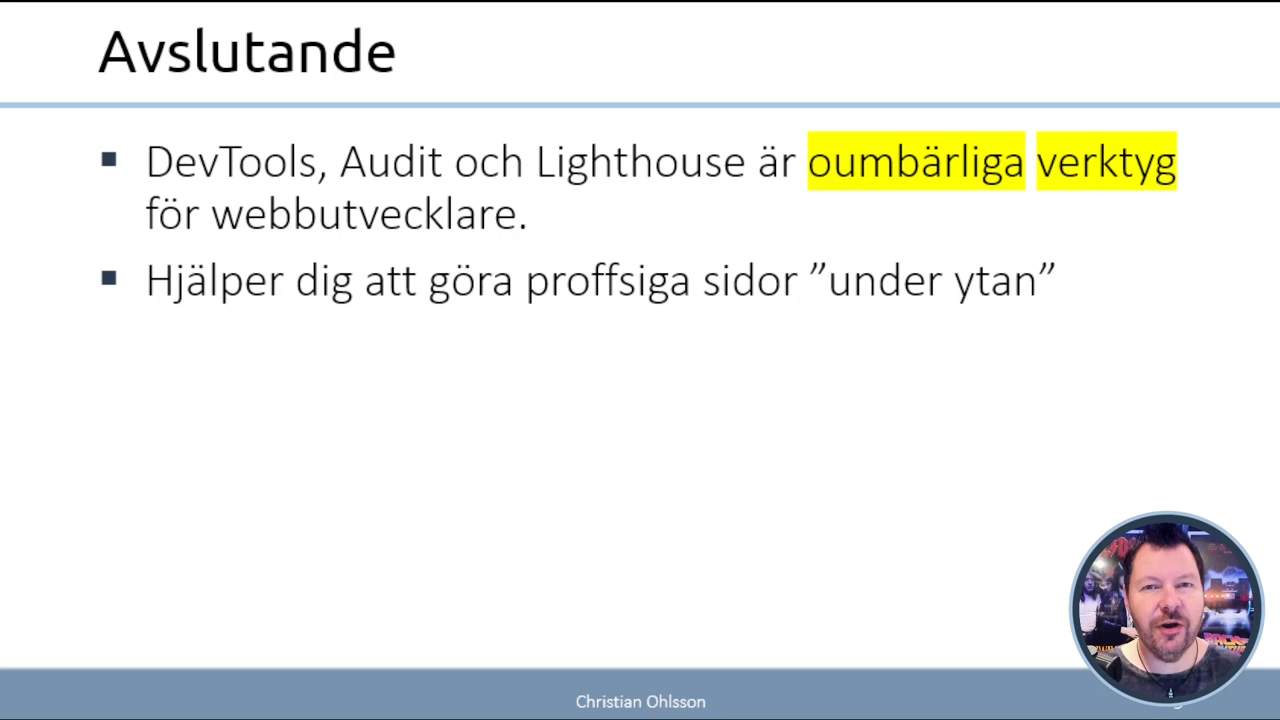 Avslutande
▪ DevTools, Audit och Lighthouse är oumbärliga verktyg
för webbutvecklare.
▪ Hjälper dig att göra proffsiga sidor ”under ytan”
Christian Ohlsson